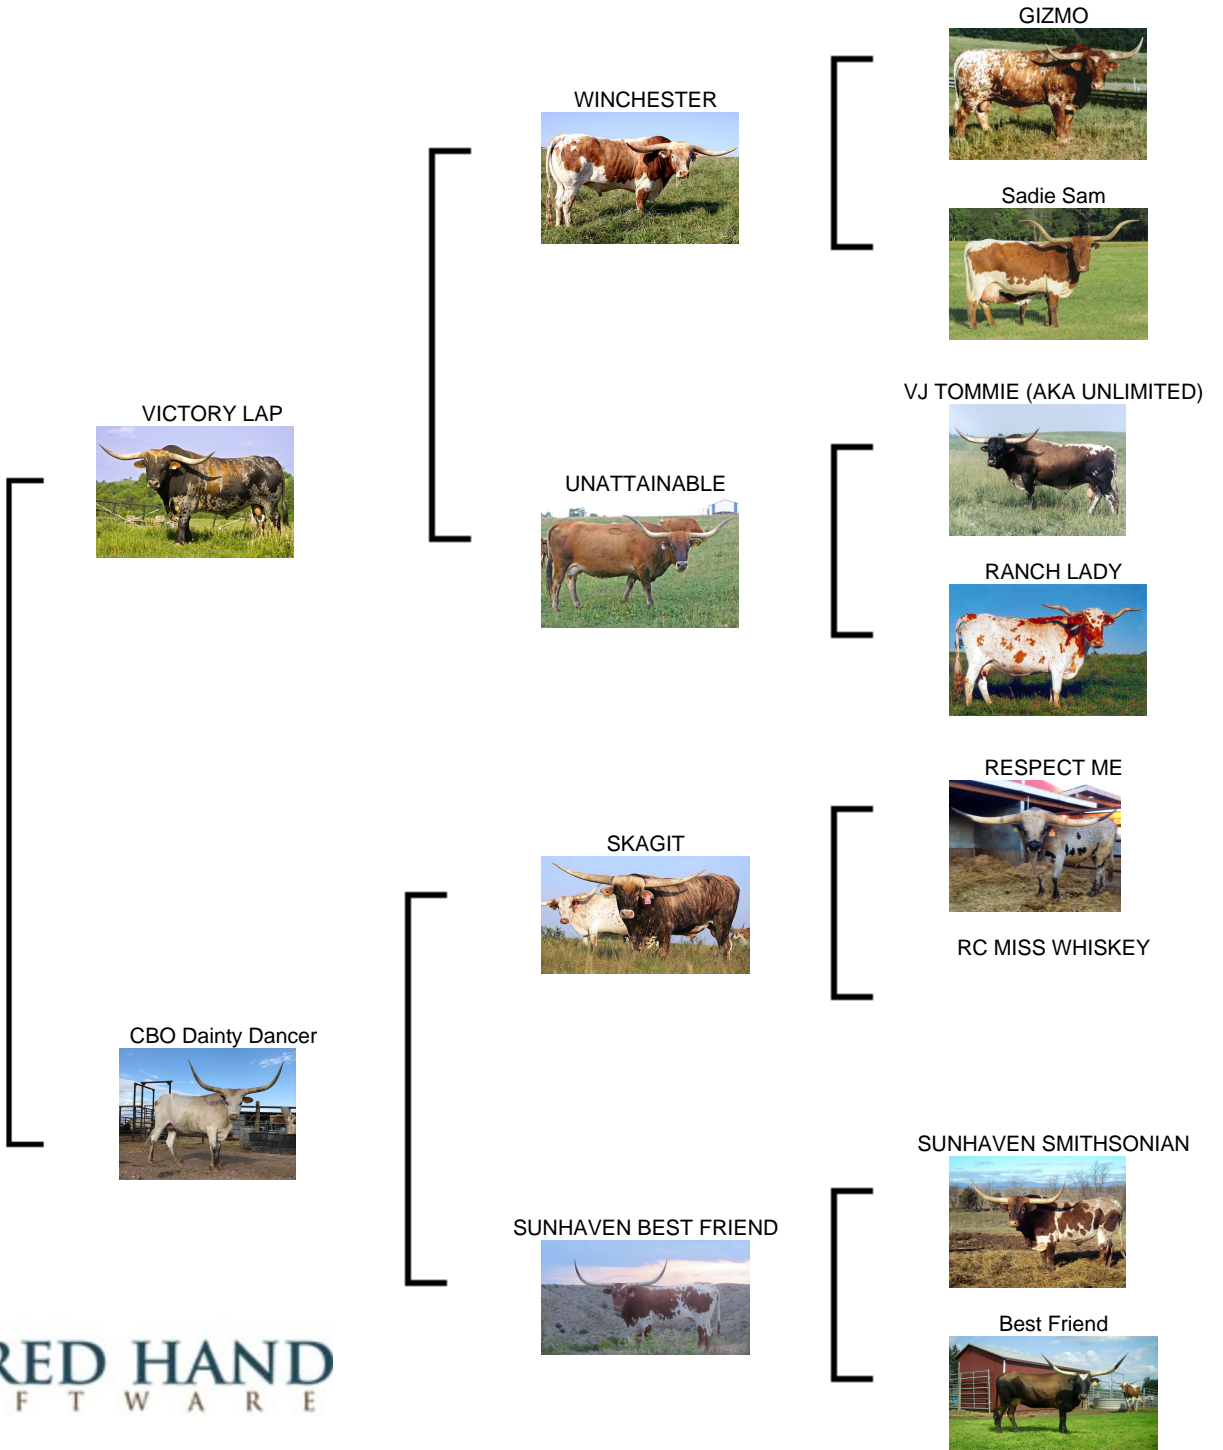 GIZMO
WINCHESTER
Sadie Sam
VICTORY LAP
VJ TOMMIE (AKA UNLIMITED)
UNATTAINABLE
RANCH LADY
RESPECT ME
SKAGIT
RC MISS WHISKEY
CBO Dainty Dancer
SUNHAVEN SMITHSONIAN
SUNHAVEN BEST FRIEND
Best Friend
RED HAND
F T W A R E